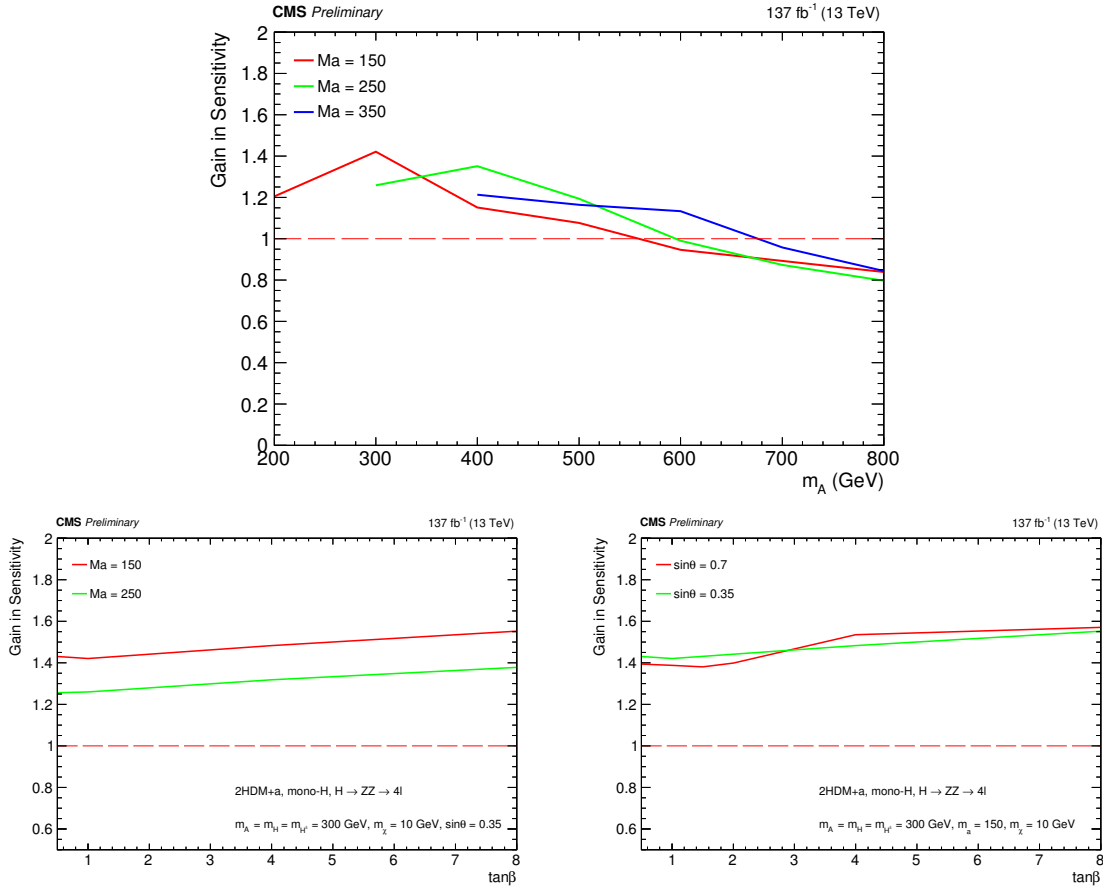 CMS Preliminary 137 fb⁻¹ (13 TeV)
Gain in Sensitivity
2
1.8
1.6
1.4
1.2
1
0.8
0.6
0.4
0.2
0
Ma = 150
Ma = 250
Ma = 350
200 300 400 500 600 700 800
m_A (GeV)
CMS Preliminary 137 fb⁻¹ (13 TeV)
Gain in Sensitivity
2
1.8
1.6
1.4
1.2
1
0.8
0.6
Ma = 150
Ma = 250
2HDM+a, mono-H, H → ZZ → 4l
m_A = m_H = m_H± = 300 GeV, m_χ = 10 GeV, sinθ = 0.35
1 2 3 4 5 6 7 8
tanβ
CMS Preliminary 137 fb⁻¹ (13 TeV)
Gain in Sensitivity
2
1.8
1.6
1.4
1.2
1
0.8
0.6
sinθ = 0.7
sinθ = 0.35
2HDM+a, mono-H, H → ZZ → 4l
m_A = m_H = m_H± = 300 GeV, m_a = 150, m_χ = 10 GeV
1 2 3 4 5 6 7 8
tanβ